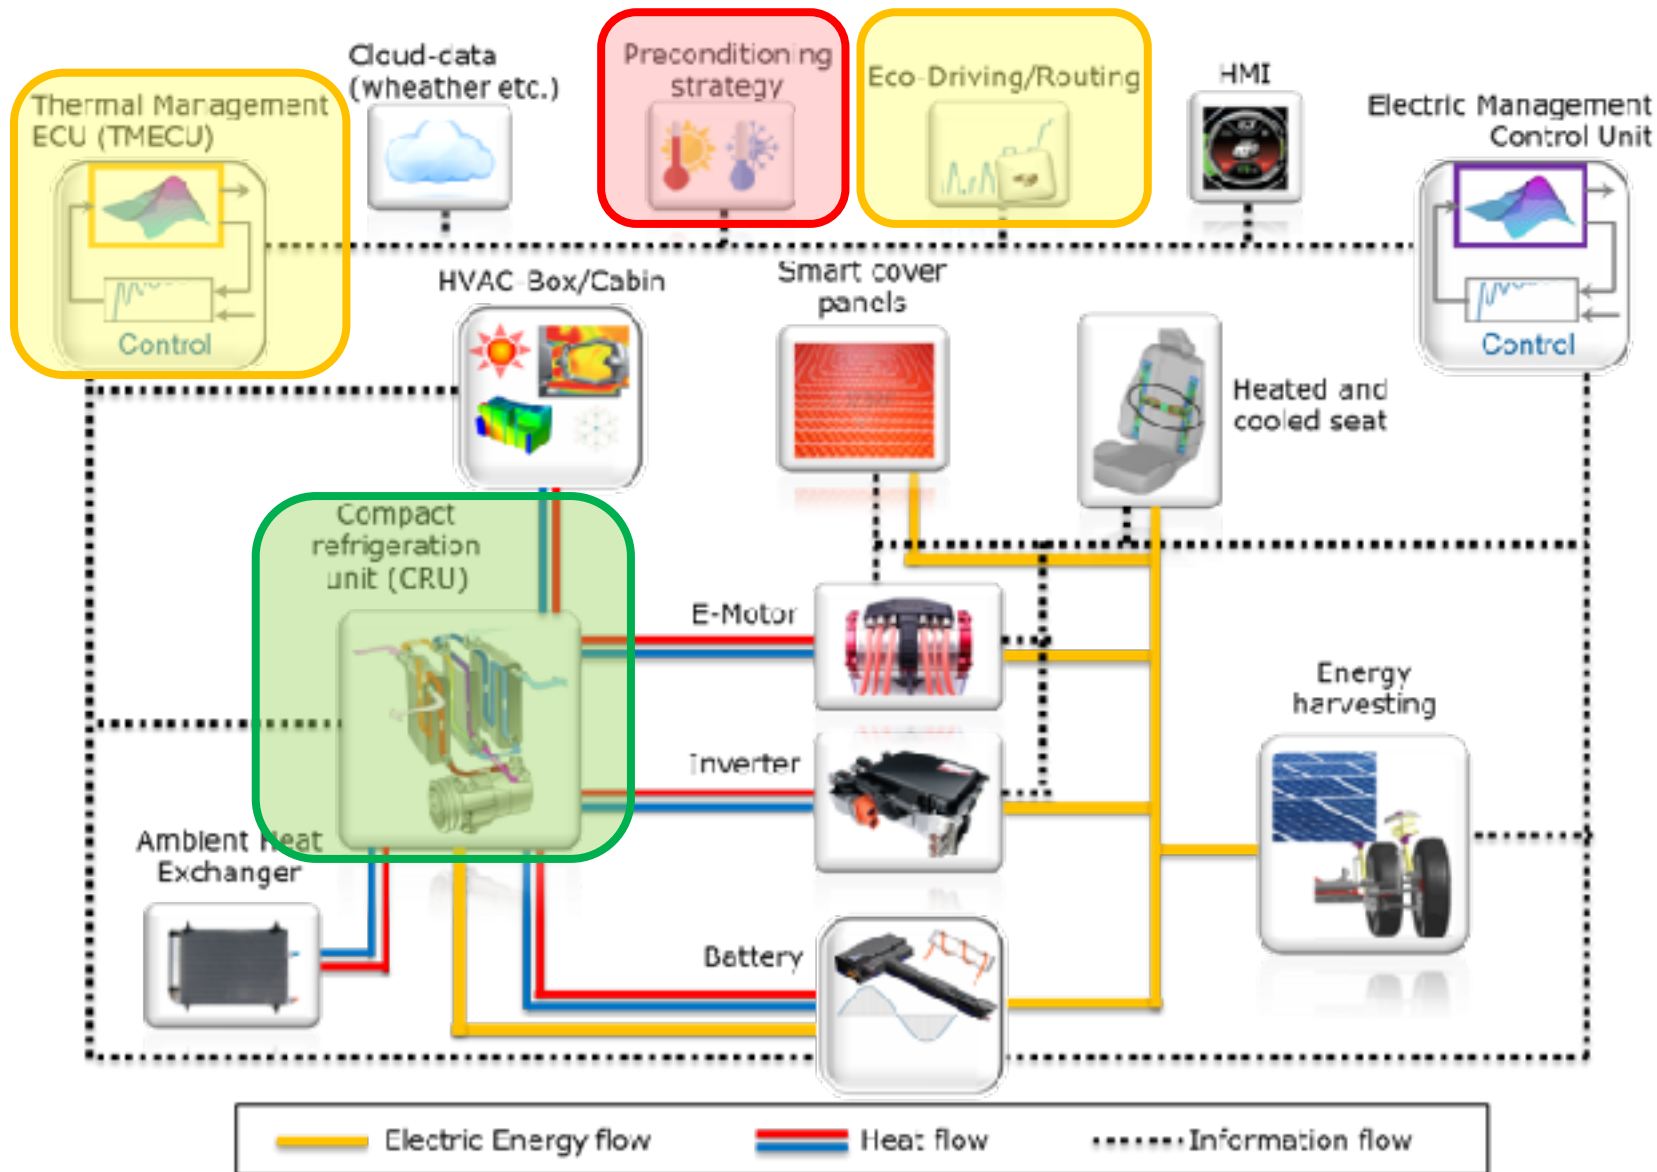 Cloud-data
(wheather etc.)
Preconditioning
strategy
Eco-Driving/Routing
HMI
Thermal Management
ECU (TMECU)
Electric Management
Control Unit
Control
Control
HVAC-Box/Cabin
Smart cover
panels
Heated and
cooled seat
Compact
refrigeration
unit (CRU)
E-Motor
Energy
harvesting
Inverter
Ambient Heat
Exchanger
Battery
Electric Energy flow
Heat flow
Information flow